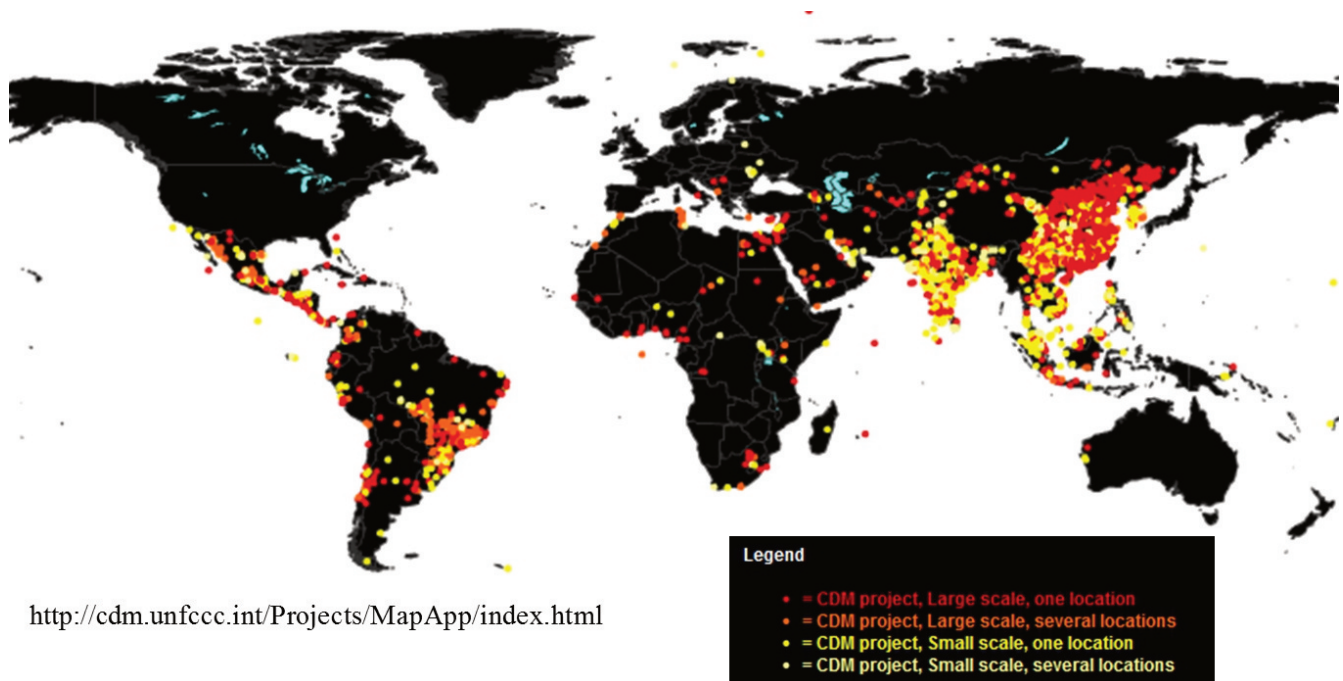 http://cdm.unfccc.int/Projects/MapApp/index.html
Legend
= CDM project, Large scale, one location
= CDM project, Large scale, several locations
= CDM project, Small scale, one location
= CDM project, Small scale, several locations